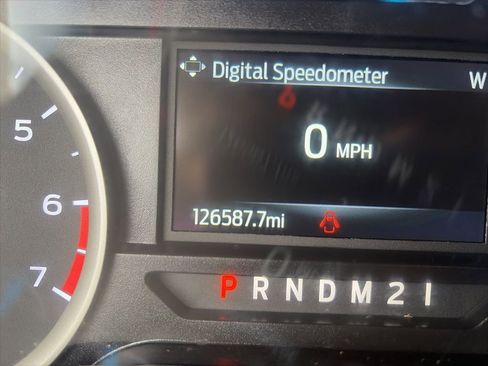 Digital Speedometer
W
5
0 MPH
6
126587.7mi
7
P R N D M 2 1